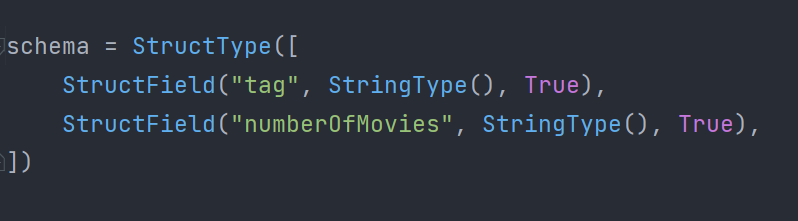 schema = StructType([
    StructField("tag", StringType(), True),
    StructField("numberOfMovies", StringType(), True),
])